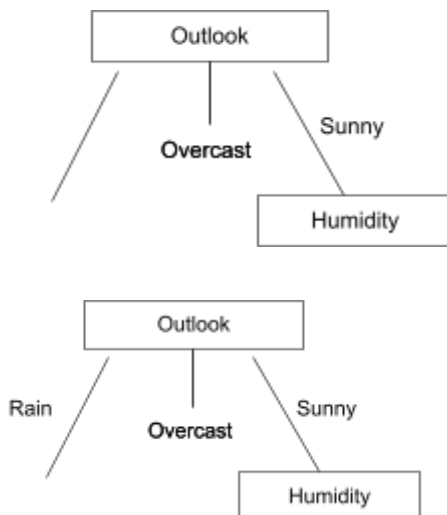 Outlook
Sunny
Overcast
Humidity
Outlook
Rain
Sunny
Overcast
Humidity